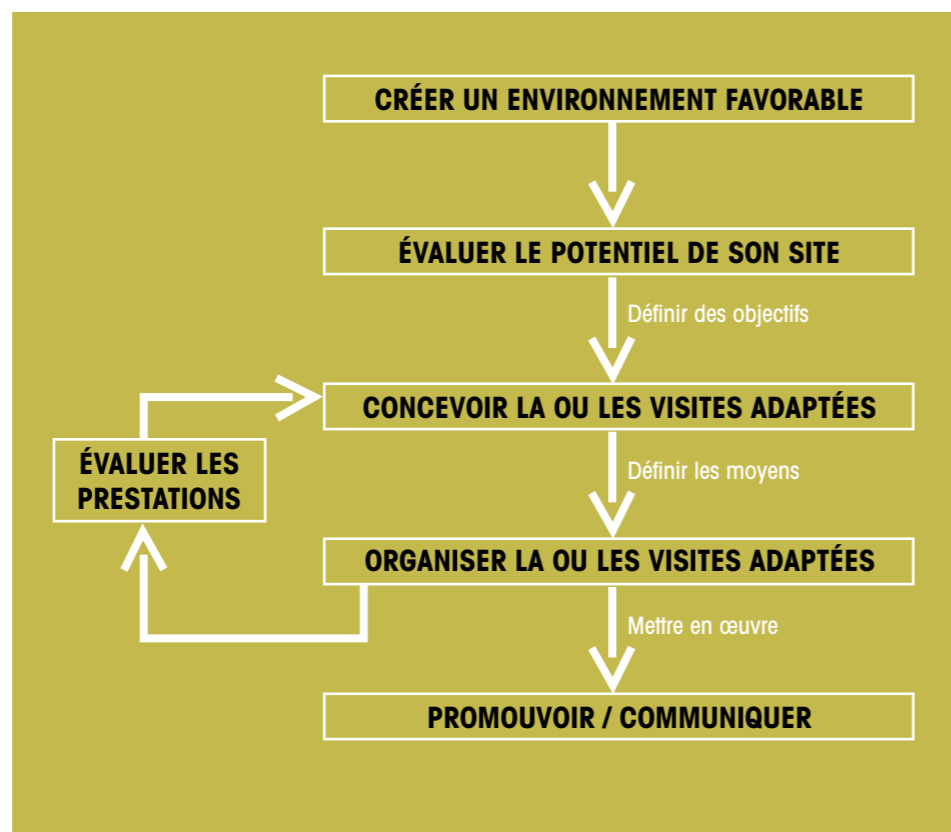 CRÉER UN ENVIRONNEMENT FAVORABLE
ÉVALUER LE POTENTIEL DE SON SITE
Définir des objectifs
CONCEVOIR LA OU LES VISITES ADAPTÉES
ÉVALUER LES
PRESTATIONS
Définir les moyens
ORGANISER LA OU LES VISITES ADAPTÉES
Mettre en œuvre
PROMOUVOIR / COMMUNIQUER